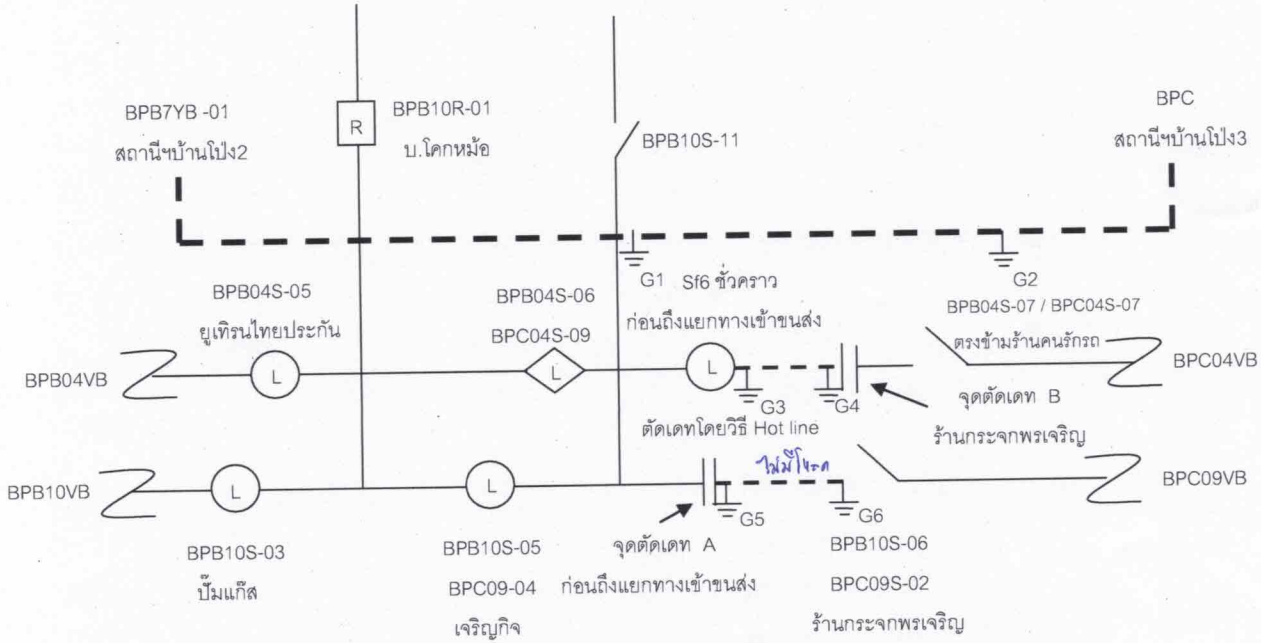 BPB7YB -01
สถานีฯบ้านโป่ง2
R
BPB10R-01
บ.โคกหม้อ
BPB10S-11
BPC
สถานีฯบ้านโป่ง3
G1
Sf6 ชั่วคราว
ก่อนถึงแยกทางเข้าขนส่ง
G2
BPB04S-07 / BPC04S-07
ตรงข้ามร้านคนรักรถ
BPB04S-05
ยูเทิรนไทยประกัน
BPB04S-06
BPC04S-09
BPB04VB
L
L
L
G3
G4
BPC04VB
จุดตัดเดท B
ร้านกระจกพรเจริญ
ตัดเดทโดยวิธี Hot line
ไม่มีโหลด
BPB10VB
L
L
G5
G6
BPC09VB
BPB10S-03
ปั๊มแก๊ส
BPB10S-05
BPC09-04
เจริญกิจ
จุดตัดเดท A
ก่อนถึงแยกทางเข้าขนส่ง
BPB10S-06
BPC09S-02
ร้านกระจกพรเจริญ